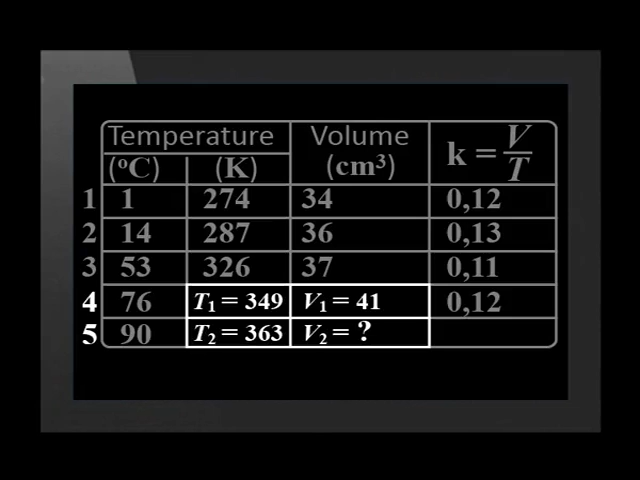 Temperature Volume k = V/T
(ºC) (K) (cm³)
1 1 274 34 0,12
2 14 287 36 0,13
3 53 326 37 0,11
4 76 T₁ = 349 V₁ = 41 0,12
5 90 T₂ = 363 V₂ = ?